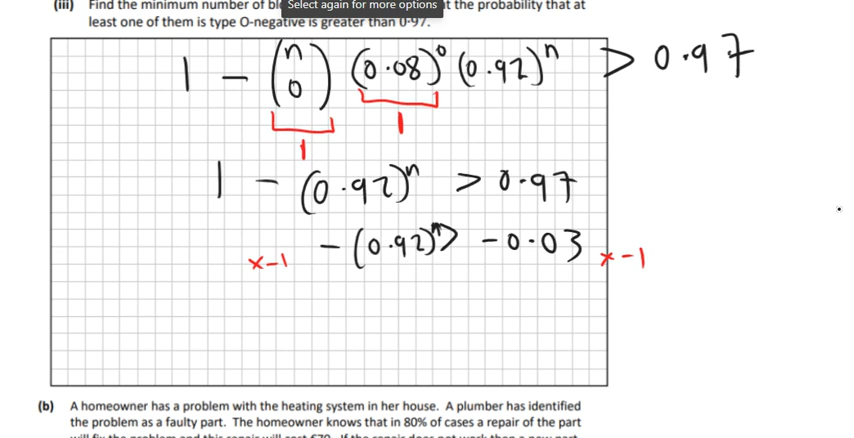 (iii) Find the minimum number of
Select again for more options
t the probability that at
least one of them is type O-negative is greater than 0·97.
1 - (n 0) (0.08)⁰ (0.92)ⁿ > 0.97
1 1
1 - (0.92)ⁿ > 0.97
- (0.92)ⁿ > -0.03
×-1 ×-1
(b) A homeowner has a problem with the heating system in her house. A plumber has identified
the problem as a faulty part. The homeowner knows that in 80% of cases a repair of the part